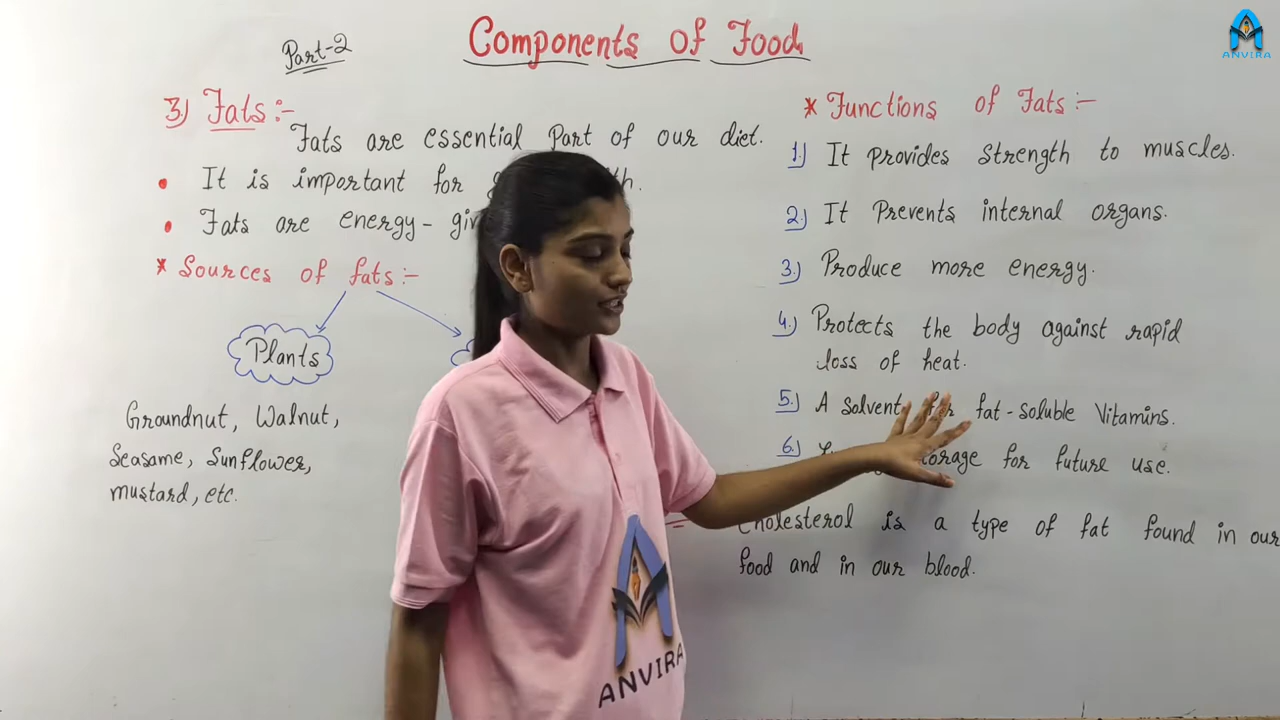 Part-2
Components of Food
3) Fats:-
Fats are essential part of our diet.
• It is important for
• Fats are energy-
* Sources of fats:-
Plants
Groundnut, Walnut,
Seasame, Sunflower,
mustard, etc.
* Functions of Fats:-
1.) It provides strength to muscles.
2.) It Prevents internal organs.
3.) Produce more energy.
4.) Protects the body against rapid
loss of heat.
5.) A solvent for fat-soluble Vitamins.
6.) for future use.
Cholesterol is a type of fat found in our
food and in our blood.
ANVIRA
ANVIRA